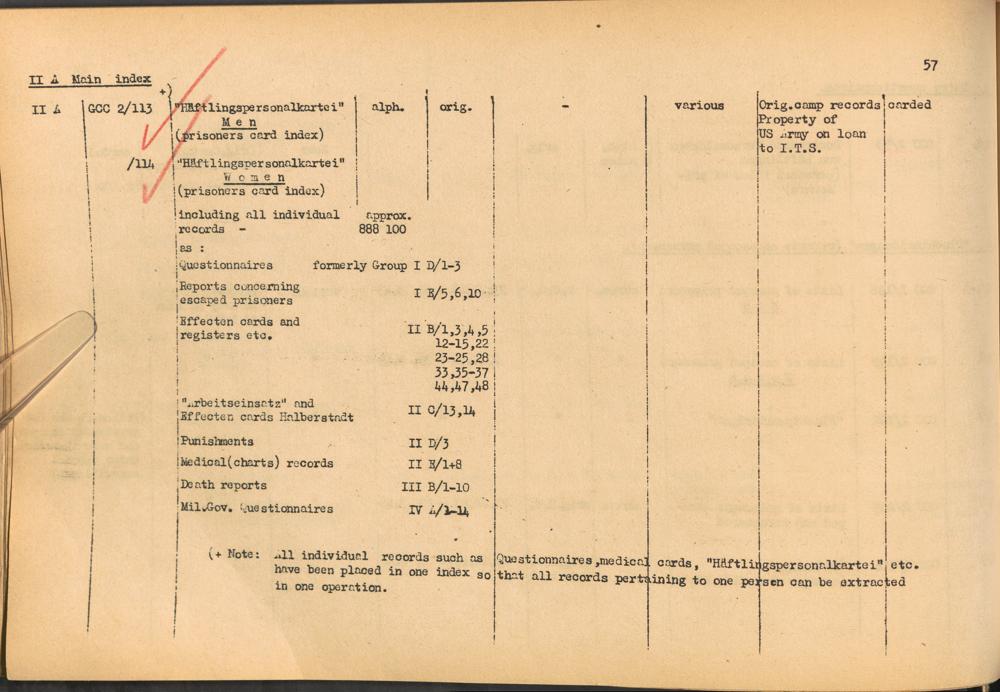 57
II A Main index
II A GCC 2/113 +) "Häftlingspersonalkartei" alph. orig. - various Orig.camp records carded
M e n Property of
(prisoners card index) US Army on loan
to I.T.S.
/114 "Häftlingspersonalkartei"
W o m e n
(prisoners card index)
including all individual approx.
records - 888 100
as :
Questionnaires formerly Group I D/1-3
Reports concerning
escaped prisoners I E/5,6,10
Effecten cards and
registers etc. II B/1,3,4,5
12-15,22
23-25,28
33,35-37
44,47,48
"Arbeitseinsatz" and
Effecten cards Halberstadt II C/13,14
Punishments II D/3
Medical(charts) records II E/1+8
Death reports III B/1-10
Mil.Gov. Questionnaires IV A/1-14
(+ Note: All individual records such as Questionnaires,medical cards, "Häftlingspersonalkartei" etc.
have been placed in one index so that all records pertaining to one person can be extracted
in one operation.